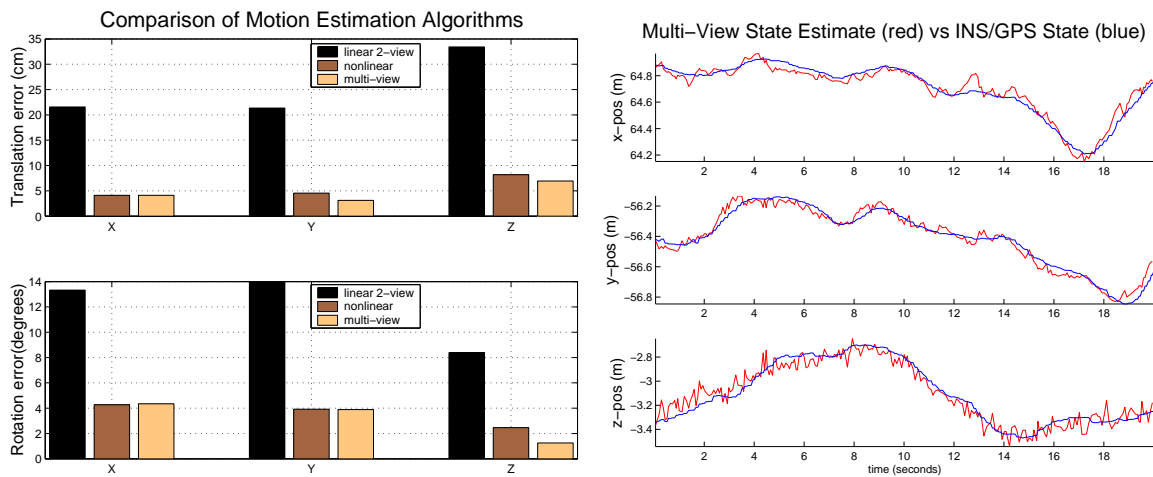 Comparison of Motion Estimation Algorithms
Translation error (cm)
35
30
25
20
15
10
5
0
linear 2−view
nonlinear
multi−view
X Y Z
Rotation error(degrees)
14
12
10
8
6
4
2
0
linear 2−view
nonlinear
multi−view
X Y Z
Multi−View State Estimate (red) vs INS/GPS State (blue)
x−pos (m)
64.8
64.6
64.4
64.2
2 4 6 8 10 12 14 16 18
y−pos (m)
−56.2
−56.4
−56.6
−56.8
2 4 6 8 10 12 14 16 18
z−pos (m)
−2.8
−3
−3.2
−3.4
2 4 6 8 10 12 14 16 18
time (seconds)